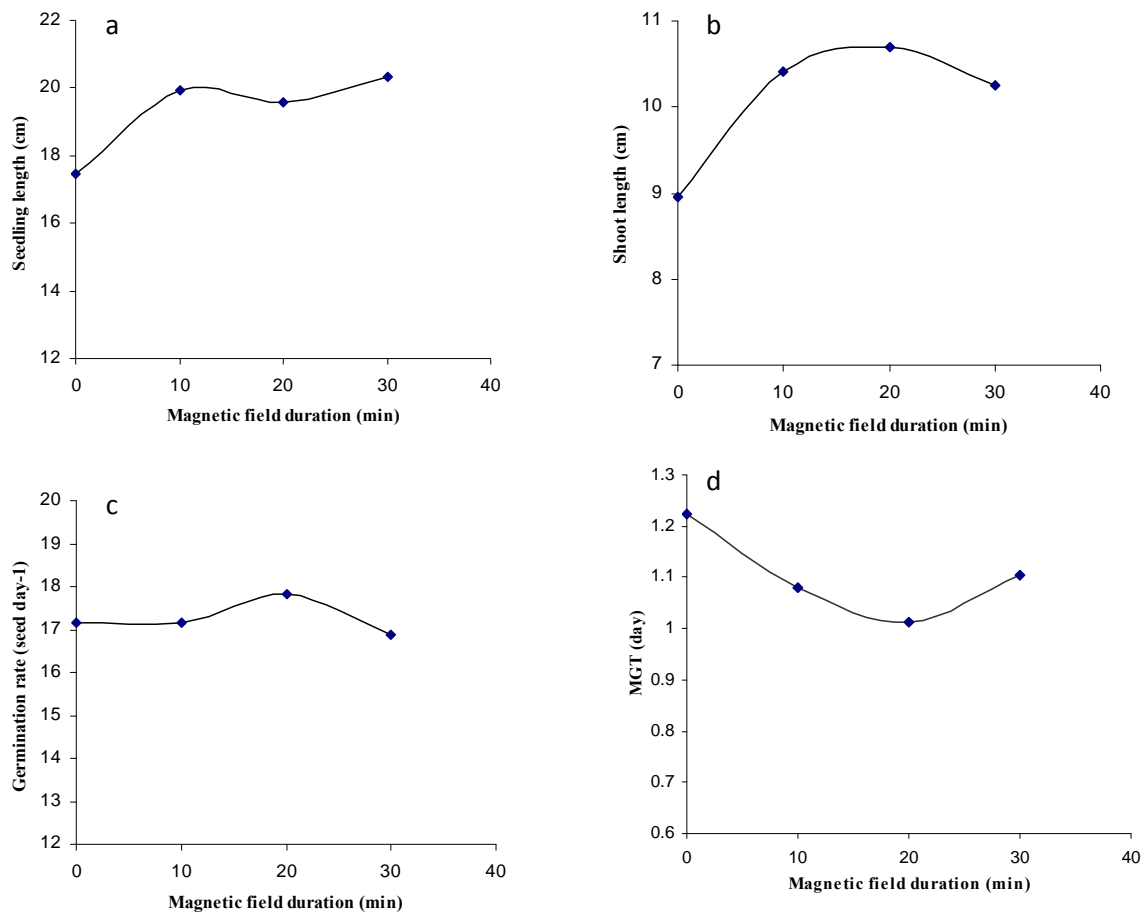 a
22
20
18
16
14
12
Seedling length (cm)
0 10 20 30 40
Magnetic field duration (min)
b
11
10
9
8
7
Shoot length (cm)
0 10 20 30 40
Magnetic field duration (min)
c
20
19
18
17
16
15
14
13
12
Germination rate (seed day-1)
0 10 20 30 40
Magnetic field duration (min)
d
1.3
1.2
1.1
1
0.9
0.8
0.7
0.6
MGT (day)
0 10 20 30 40
Magnetic field duration (min)